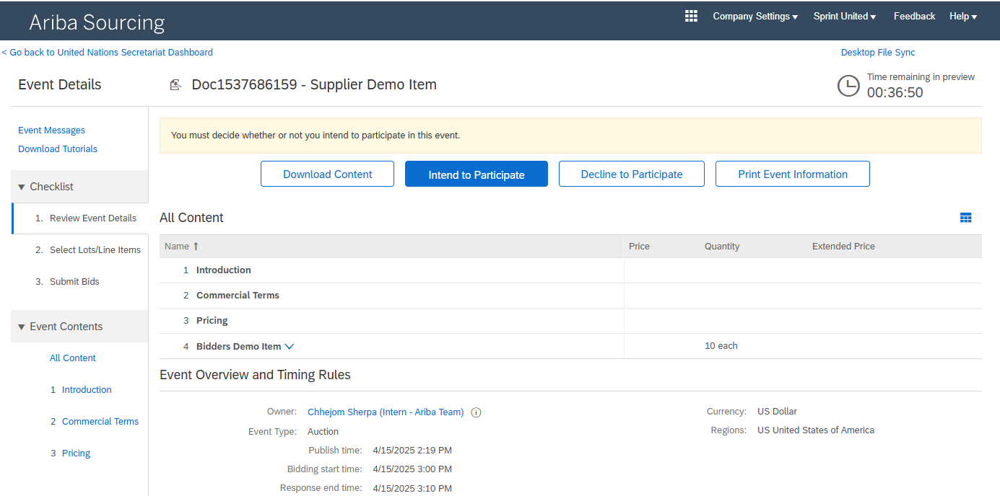 Ariba Sourcing
Company Settings ▾ Sprint United ▾ Feedback Help ▾
< Go back to United Nations Secretariat Dashboard
Desktop File Sync
Event Details
Doc1537686159 - Supplier Demo Item
Time remaining in preview
00:36:50
Event Messages
Download Tutorials
▼ Checklist
1. Review Event Details
2. Select Lots/Line Items
3. Submit Bids
▼ Event Contents
All Content
1 Introduction
2 Commercial Terms
3 Pricing
You must decide whether or not you intend to participate in this event.
Download Content Intend to Participate Decline to Participate Print Event Information
All Content
Name ↑ Price Quantity Extended Price
1 Introduction
2 Commercial Terms
3 Pricing
4 Bidders Demo Item 10 each
Event Overview and Timing Rules
Owner: Chhejom Sherpa (Intern - Ariba Team)
Event Type: Auction
Publish time: 4/15/2025 2:19 PM
Bidding start time: 4/15/2025 3:00 PM
Response end time: 4/15/2025 3:10 PM
Currency: US Dollar
Regions: US United States of America